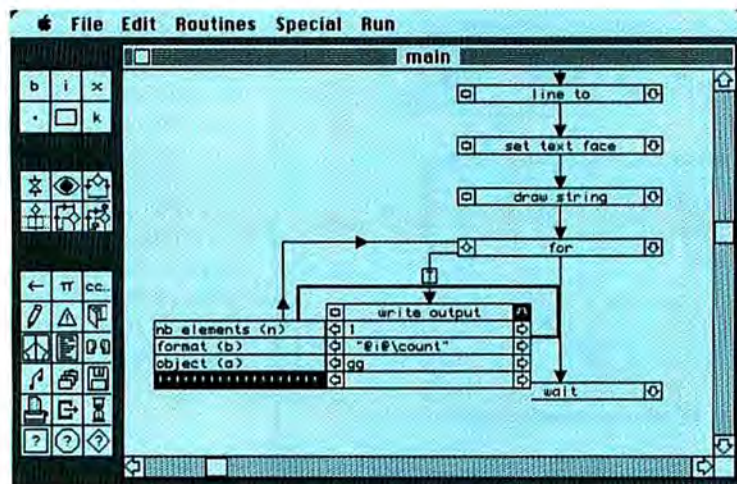 File Edit Routines Special Run
main
b i x
k
line to
set text face
draw string
for
T
← π cc..
write output
nb elements (n) 1
format (b) "@i@\count"
object (a) gg
wait
? ? ?